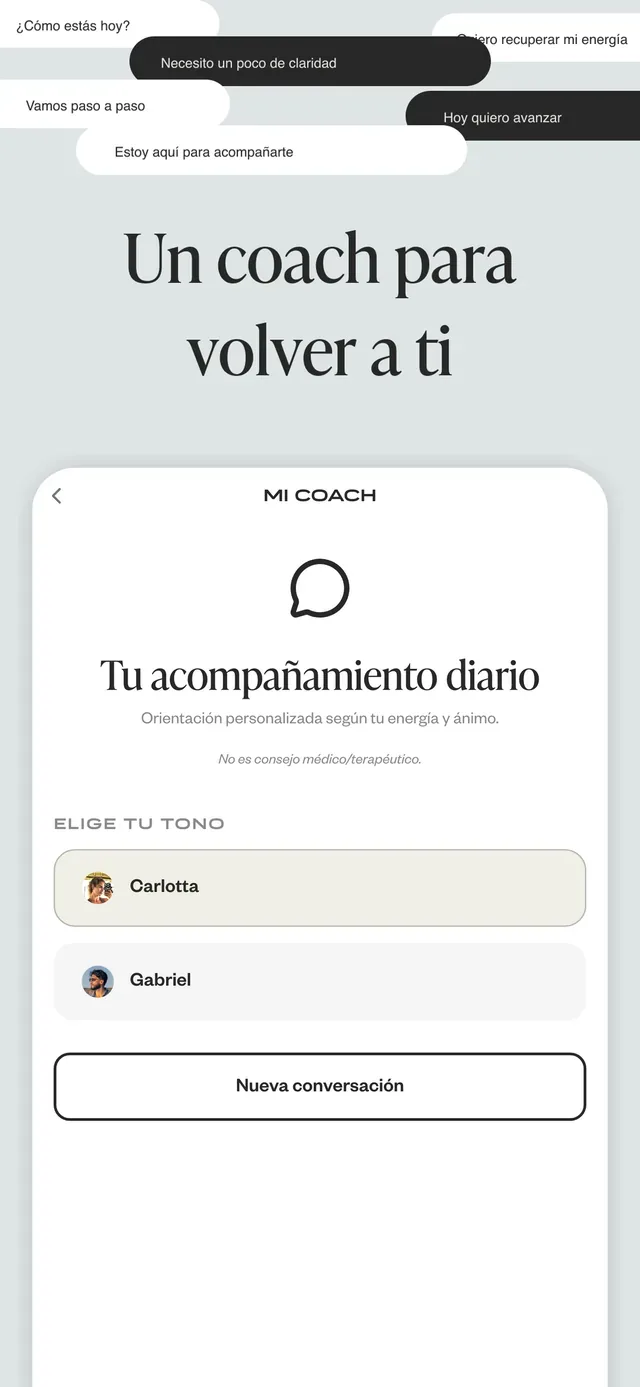 ¿Cómo estás hoy?
Quiero recuperar mi energía
Necesito un poco de claridad
Vamos paso a paso
Hoy quiero avanzar
Estoy aquí para acompañarte
Un coach para
volver a ti
MI COACH
Tu acompañamiento diario
Orientación personalizada según tu energía y ánimo.
No es consejo médico/terapéutico.
ELIGE TU TONO
Carlotta
Gabriel
Nueva conversación